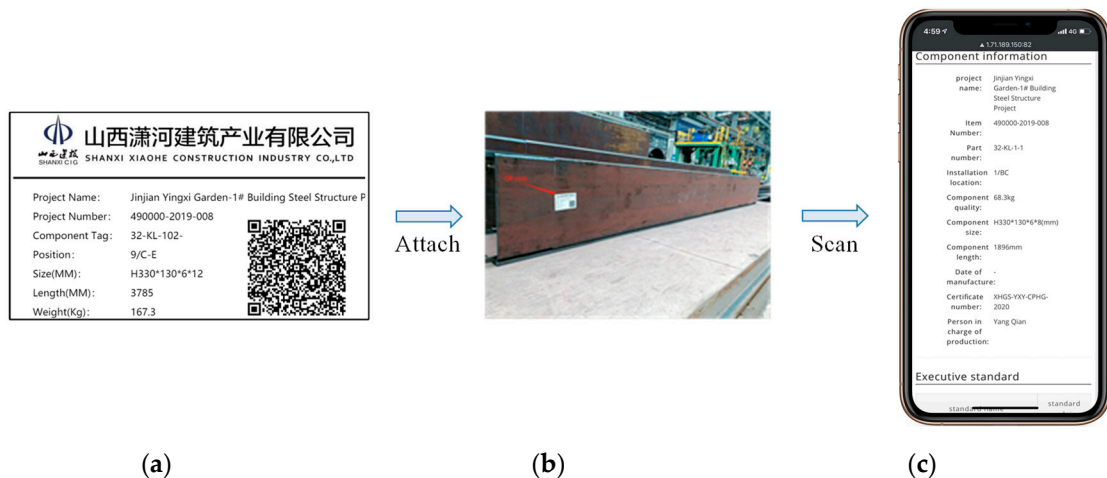 山西潇河建筑产业有限公司
SHANXI XIAOHE CONSTRUCTION INDUSTRY CO.,LTD
SHANXI CIG
Project Name: Jinjian Yingxi Garden-1# Building Steel Structure P
Project Number: 490000-2019-008
Component Tag: 32-KL-102-
Position: 9/C-E
Size(MM): H330*130*6*12
Length(MM): 3785
Weight(Kg): 167.3
Attach
Scan
4:59
4G
1.71.189.150:82
Component information
project name: Jinjian Yingxi
Garden-1# Building
Steel Structure
Project
Item Number: 490000-2019-008
Part number: 32-KL-1-1
Installation location: 1/BC
Component quality: 68.3kg
Component size: H330*130*6*8(mm)
Component length: 1896mm
Date of manufacture: -
Certificate number: XHGS-YXY-CPHG-
2020
Person in charge of production: Yang Qian
Executive standard
standard name
standard
(a)
(b)
(c)